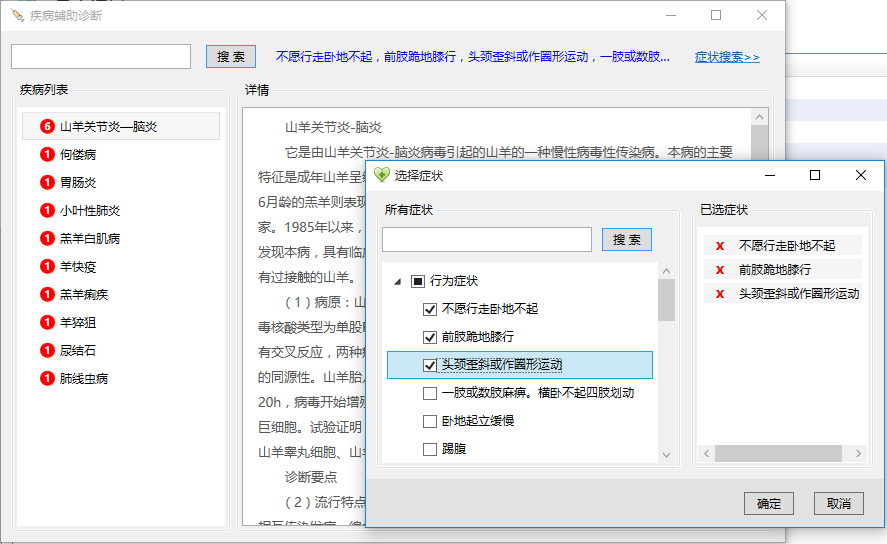 疾病辅助诊断
搜 索
不愿行走卧地不起，前肢跪地膝行，头颈歪斜或作圈形运动，一肢或数肢...
症状搜索>>
疾病列表
6 山羊关节炎—脑炎
1 佝偻病
1 胃肠炎
1 小叶性肺炎
1 羔羊白肌病
1 羊快疫
1 羔羊痢疾
1 羊猝狙
1 尿结石
1 肺线虫病
详情
山羊关节炎-脑炎
它是由山羊关节炎-脑炎病毒引起的山羊的一种慢性病毒性传染病。本病的主要
特征是成年山羊呈
6月龄的羔羊则表现
家。1985年以来，
发现本病，具有临
有过接触的山羊。
（1）病原：山
毒核酸类型为单股
有交叉反应，两种
的同源性。山羊胎
20h，病毒开始增殖
巨细胞。试验证明
山羊睾丸细胞、山
诊断要点
（2）流行特点
选择症状
所有症状
搜 索
行为症状
不愿行走卧地不起
前肢跪地膝行
头颈歪斜或作圈形运动
一肢或数肢麻痹。横卧不起四肢划动
卧地起立缓慢
踢腹
已选症状
x 不愿行走卧地不起
x 前肢跪地膝行
x 头颈歪斜或作圈形运动
确定
取消